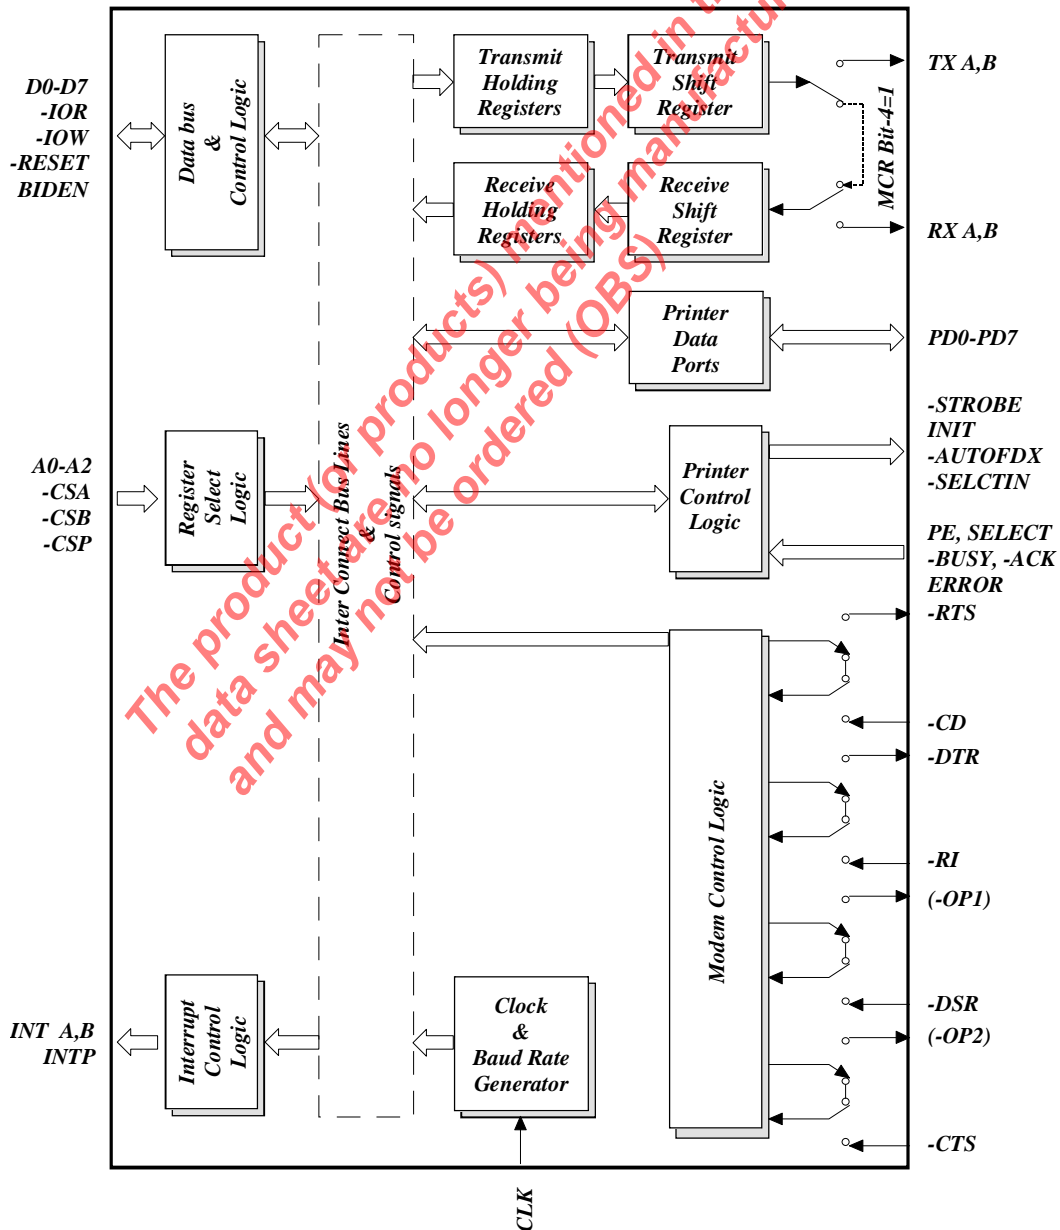 D0-D7
-IOR
-IOW
-RESET
BIDEN
Data bus
&
Control Logic
Transmit
Holding
Registers
Transmit
Shift
Register
TX A,B
MCR Bit-4=1
Receive
Holding
Registers
Receive
Shift
Register
RX A,B
Printer
Data
Ports
PD0-PD7
A0-A2
-CSA
-CSB
-CSP
Register
Select
Logic
Inter Connect Bus Lines
&
Control signals
Printer
Control
Logic
-STROBE
INIT
-AUTOFDX
-SELCTIN
PE, SELECT
-BUSY, -ACK
ERROR
-RTS
-CD
-DTR
Modem Control Logic
-RI
(-OP1)
-DSR
(-OP2)
-CTS
INT A,B
INTP
Interrupt
Control
Logic
Clock
&
Baud Rate
Generator
CLK
The product (or products) mentioned in
data sheet are no longer being
and may not be ordered (OBS)